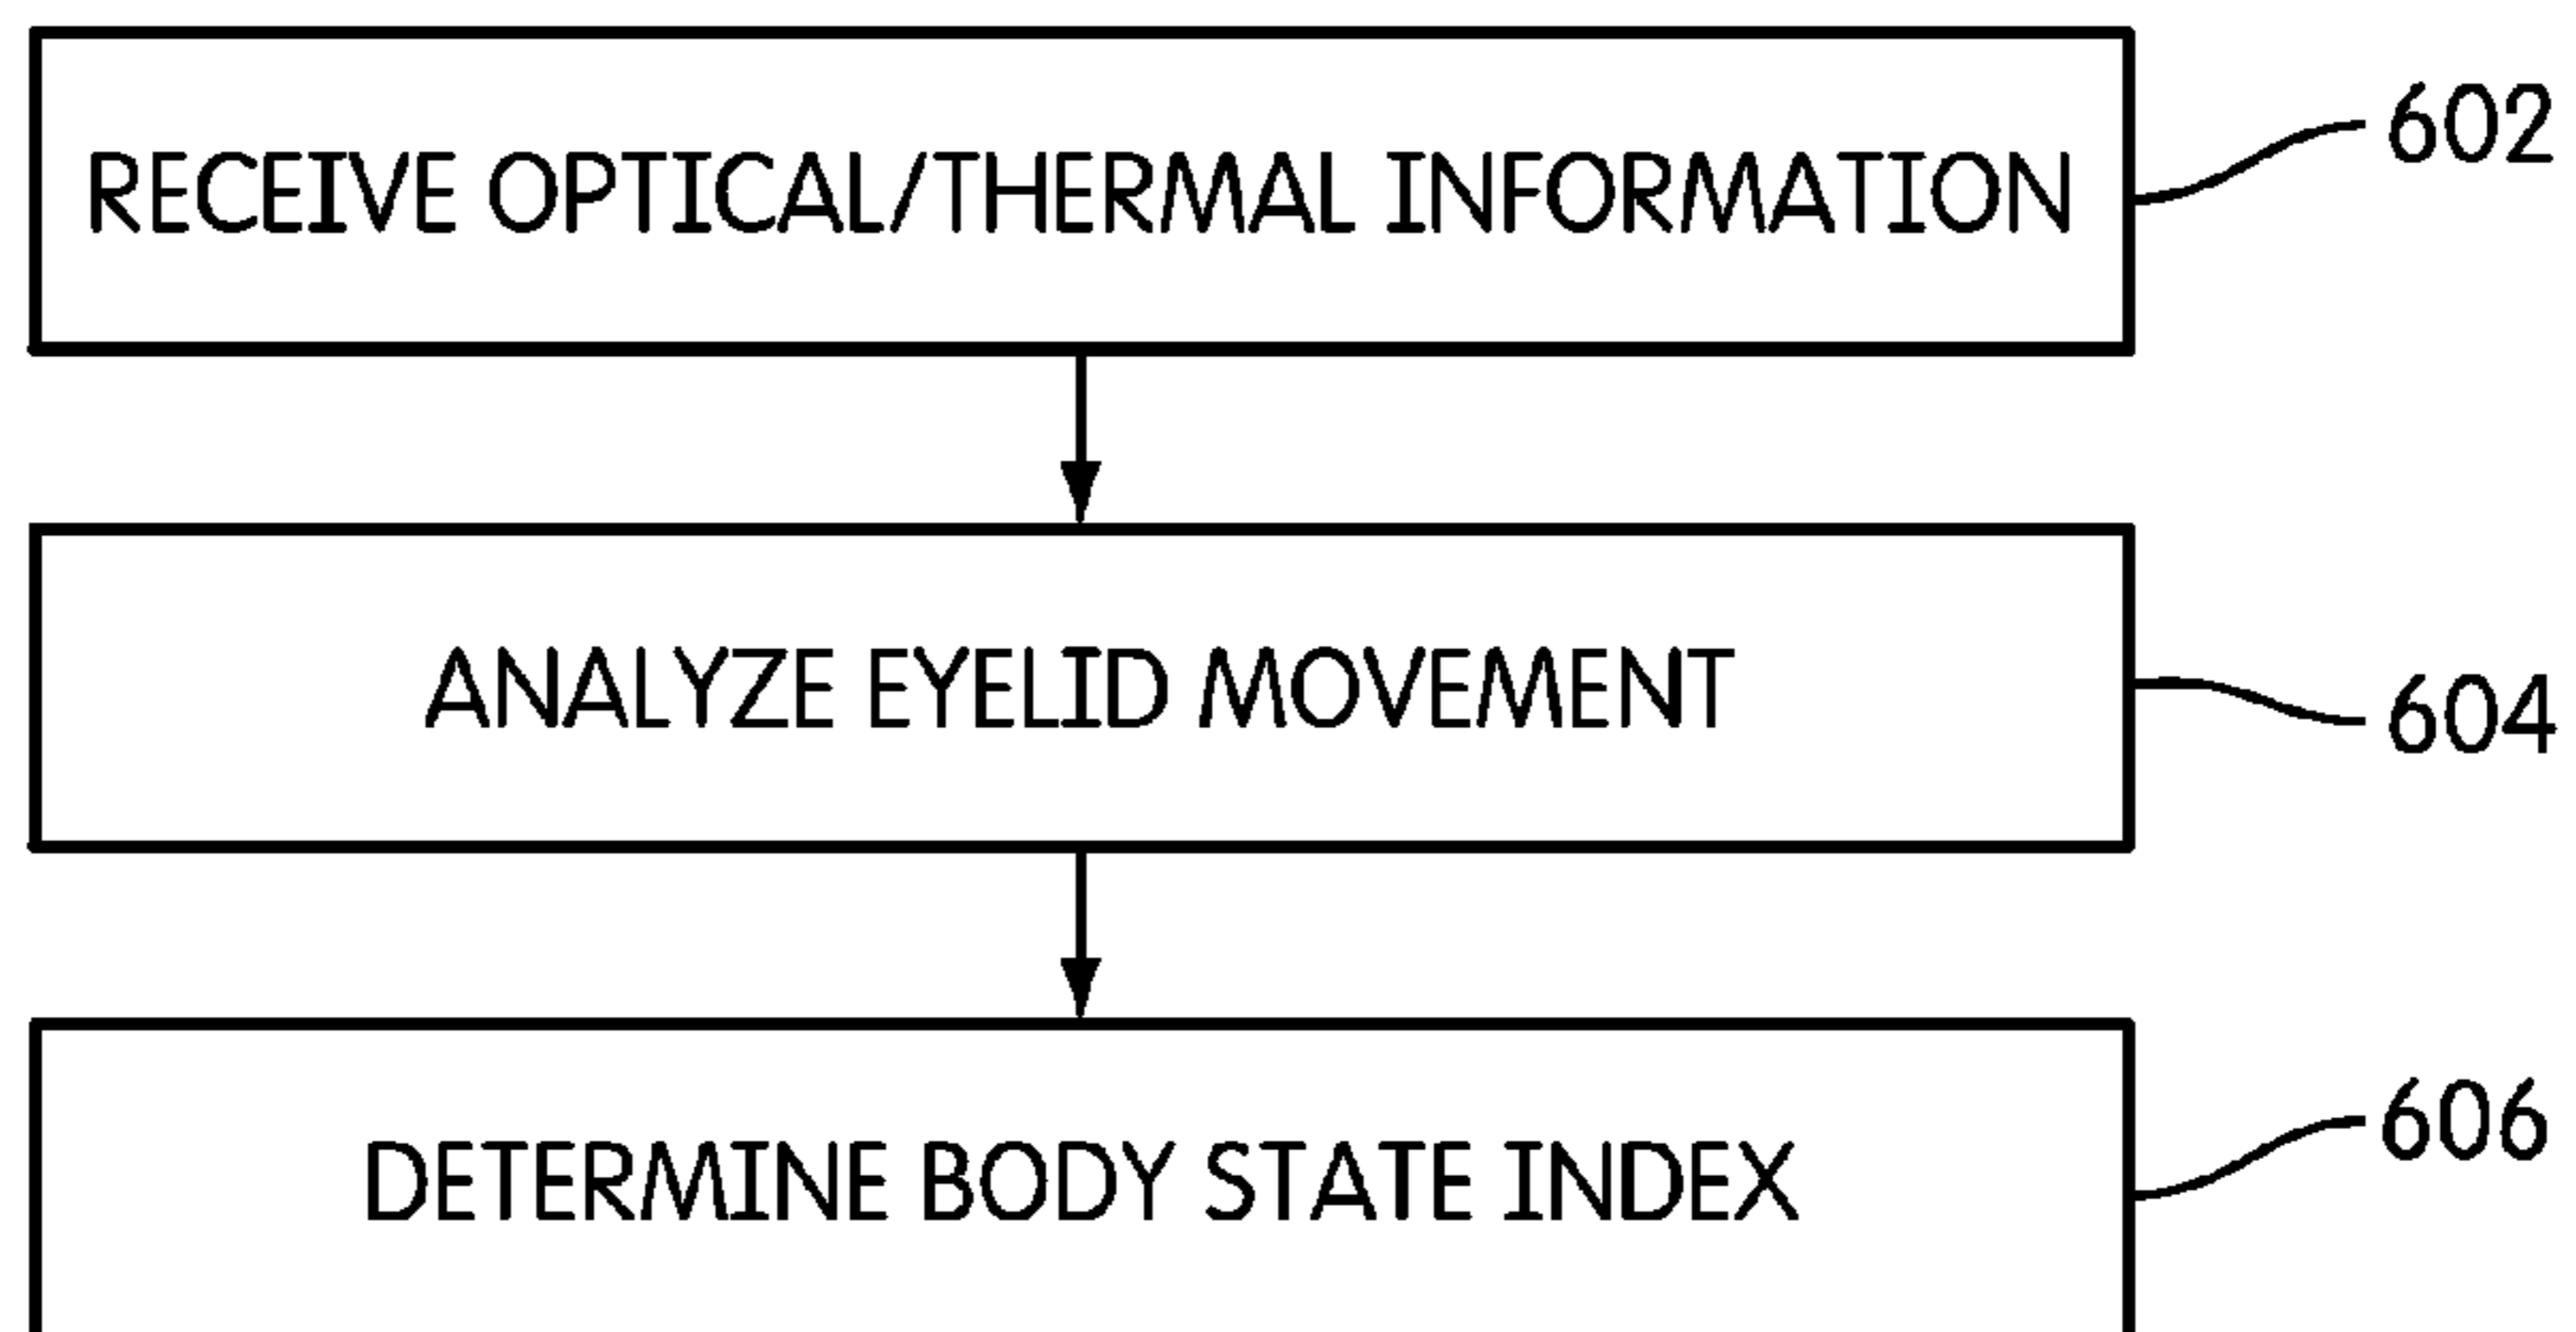 RECEIVE OPTICAL/THERMAL INFORMATION
602
ANALYZE EYELID MOVEMENT
604
DETERMINE BODY STATE INDEX
606